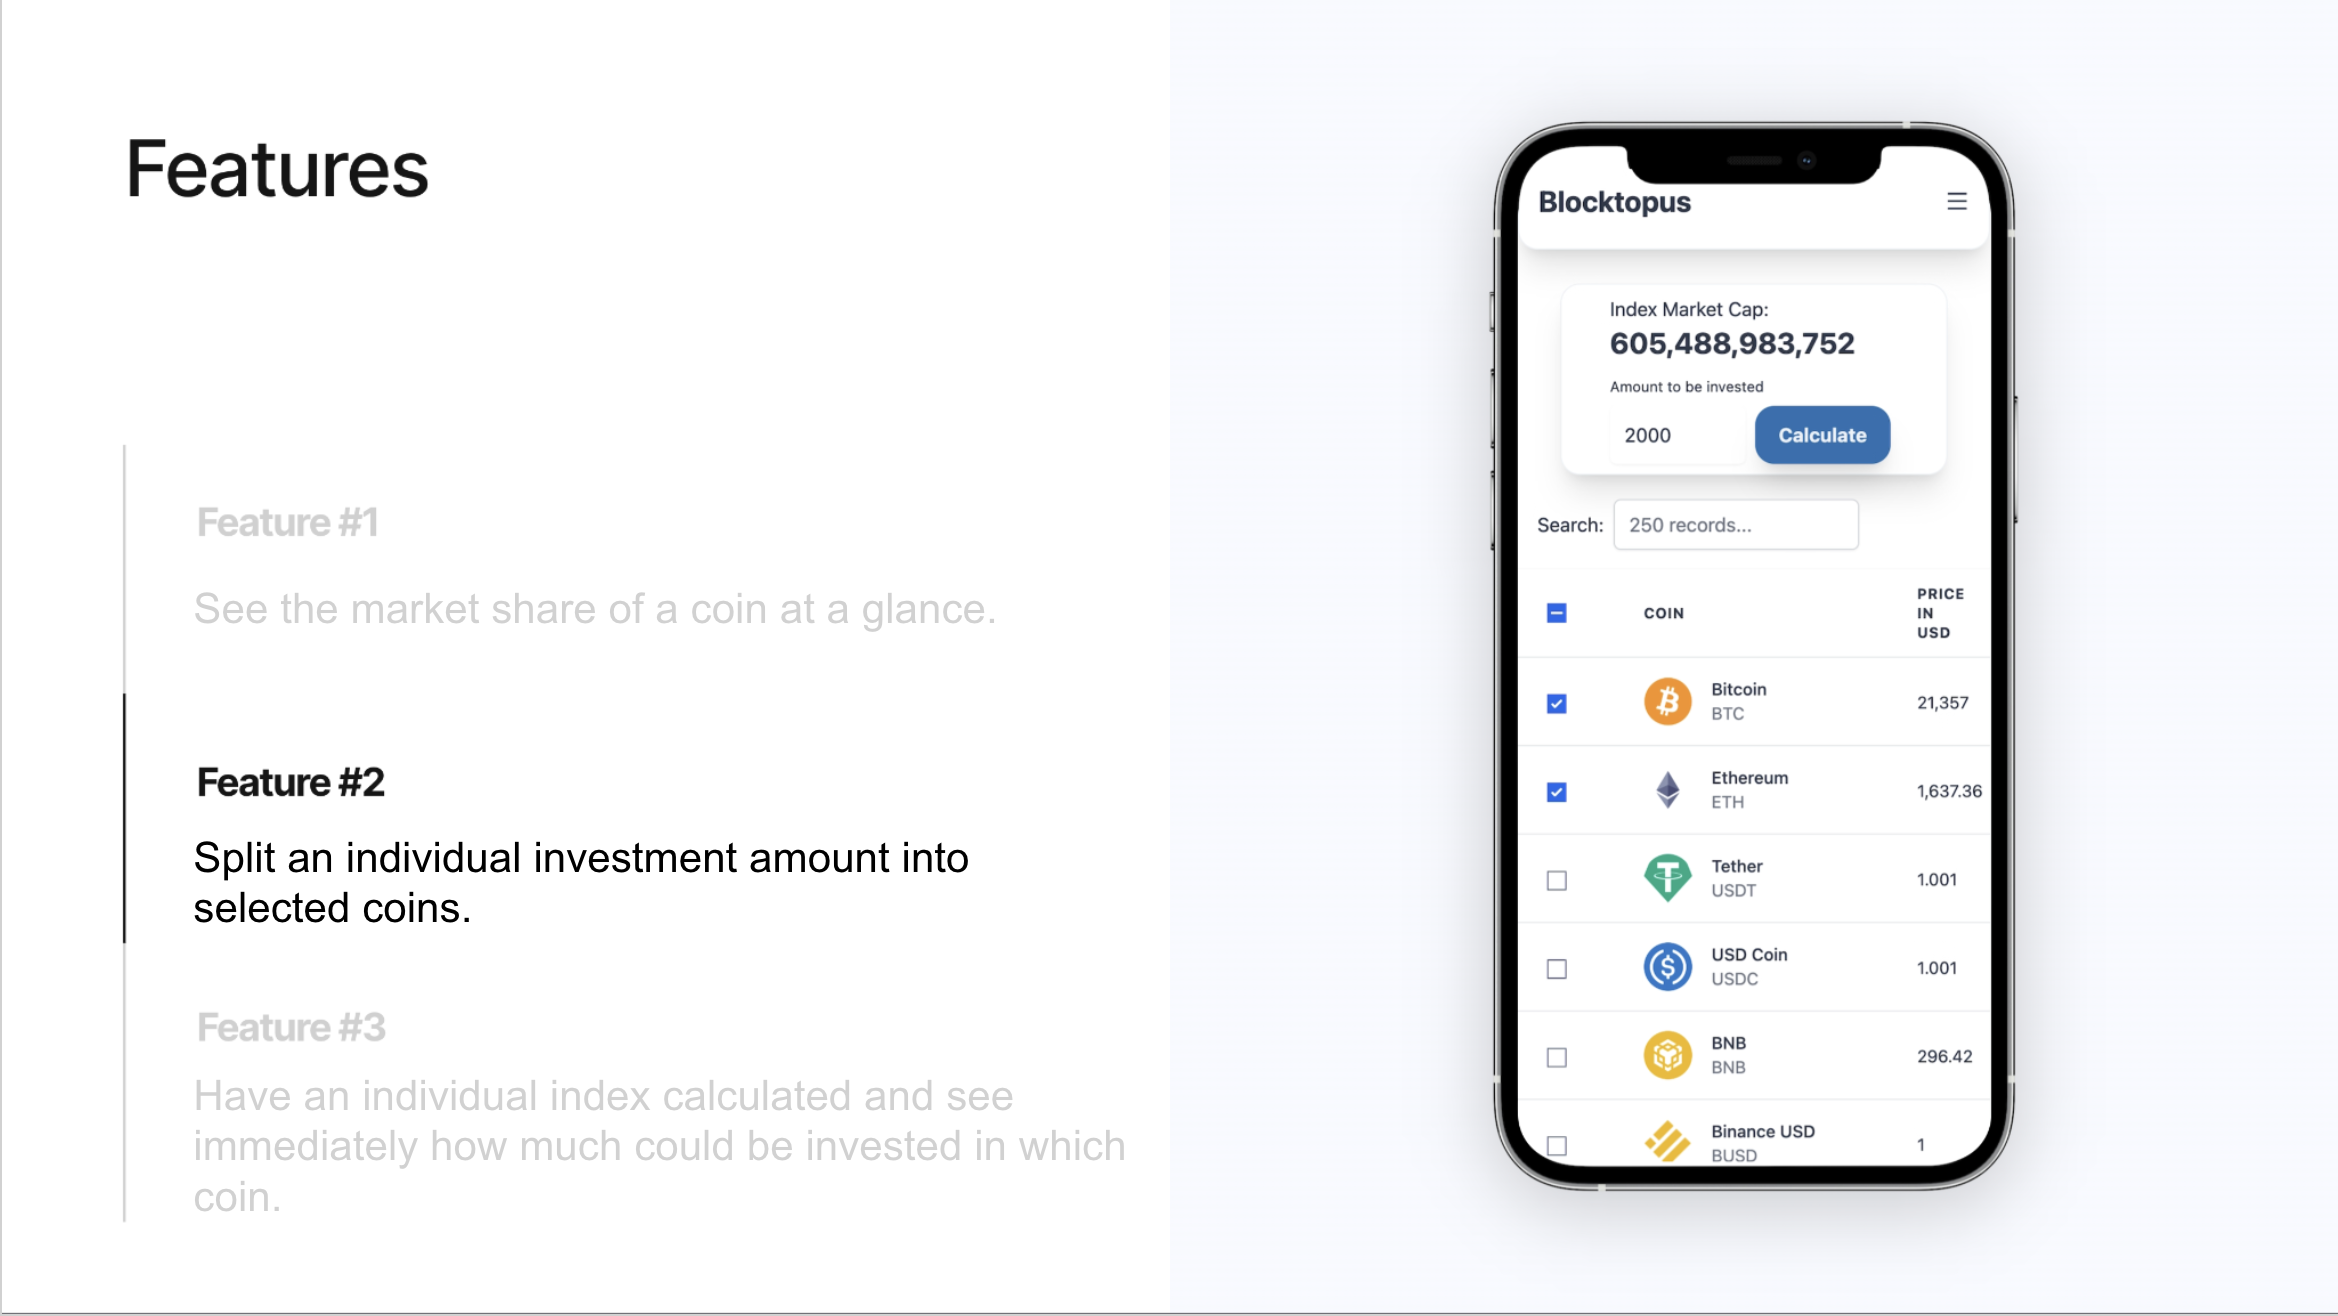 Features
Feature #1
See the market share of a coin at a glance.
Feature #2
Split an individual investment amount into
selected coins.
Feature #3
Have an individual index calculated and see
immediately how much could be invested in which
coin.
Blocktopus
Index Market Cap:
605,488,983,752
Amount to be invested
2000 Calculate
Search: 250 records...
COIN PRICE IN USD
Bitcoin
BTC
21,357
Ethereum
ETH
1,637.36
Tether
USDT
1.001
USD Coin
USDC
1.001
BNB
BNB
296.42
Binance USD
BUSD
1